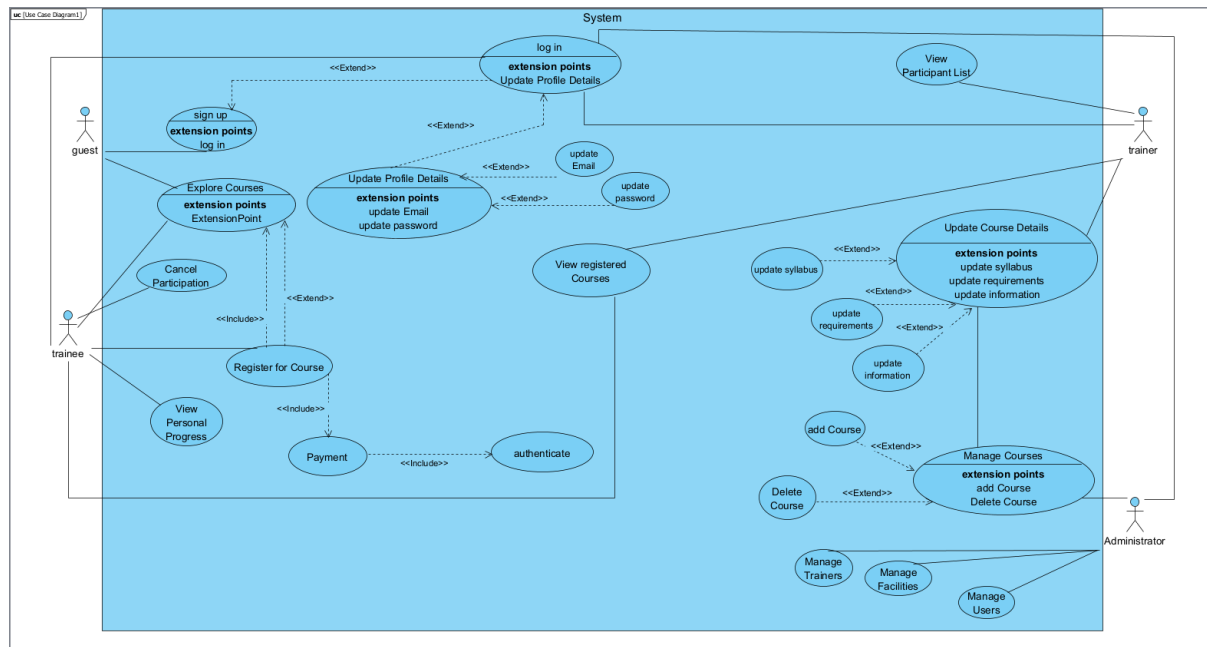 uc [Use Case Diagram1]
System
log in
extension points
Update Profile Details
View
Participant List
<<Extend>>
sign up
extension points
log in
guest
trainer
<<Extend>>
update
Email
<<Extend>>
update
password
<<Extend>>
Update Profile Details
extension points
update Email
update password
Explore Courses
extension points
ExtensionPoint
Update Course Details
extension points
update syllabus
update requirements
update information
<<Extend>>
update syllabus
View registered
Courses
Cancel
Participation
<<Extend>>
<<Include>>
<<Extend>>
update
requirements
<<Extend>>
update
information
trainee
Register for Course
View
Personal
Progress
<<Include>>
Payment
<<Include>>
authenticate
add Course
<<Extend>>
Manage Courses
extension points
add Course
Delete Course
Delete
Course
<<Extend>>
Administrator
Manage
Trainers
Manage
Facilities
Manage
Users